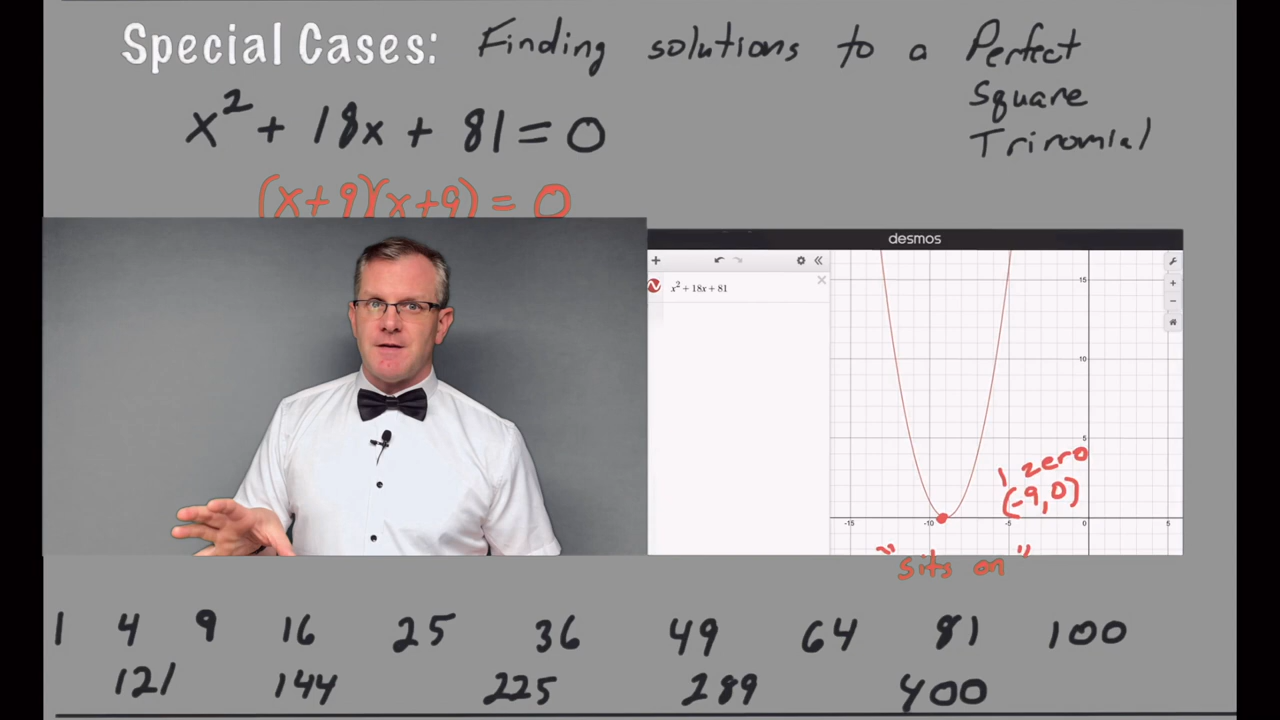 Special Cases: Finding solutions to a Perfect
Square
Trinomial
x² + 18x + 81 = 0
(x+9)(x+9) = 0
desmos
x² + 18x + 81
15
10
5
1 zero
(-9,0)
-15 -10 -5 0 5
"sits on"
1 4 9 16 25 36 49 64 81 100
121 144 225 289 400